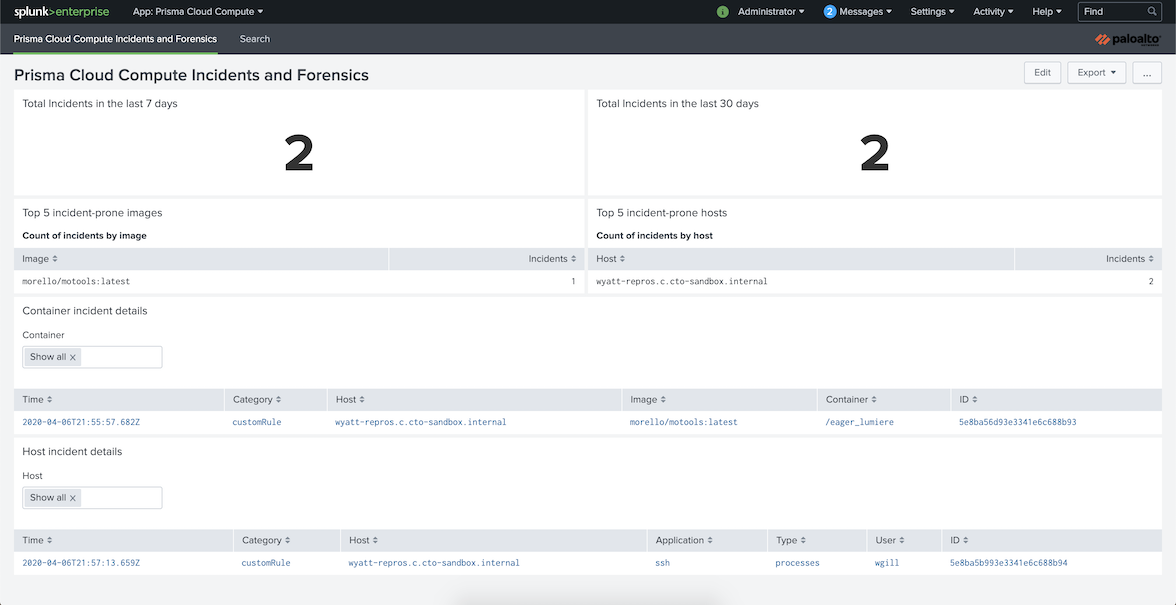 splunk>enterprise App: Prisma Cloud Compute i Administrator 2 Messages Settings Activity Help Find
Prisma Cloud Compute Incidents and Forensics Search paloalto
Prisma Cloud Compute Incidents and Forensics Edit Export ...
Total Incidents in the last 7 days Total Incidents in the last 30 days
2 2
Top 5 incident-prone images Top 5 incident-prone hosts
Count of incidents by image Count of incidents by host
Image Incidents Host Incidents
morello/motools:latest 1 wyatt-repros.c.cto-sandbox.internal 2
Container incident details
Container
Show all x
Time Category Host Image Container ID
2020-04-06T21:55:57.682Z customRule wyatt-repros.c.cto-sandbox.internal morello/motools:latest /eager_lumiere 5e8ba56d93e3341e6c688b93
Host incident details
Host
Show all x
Time Category Host Application Type User ID
2020-04-06T21:57:13.659Z customRule wyatt-repros.c.cto-sandbox.internal ssh processes wgill 5e8ba5b993e3341e6c688b94